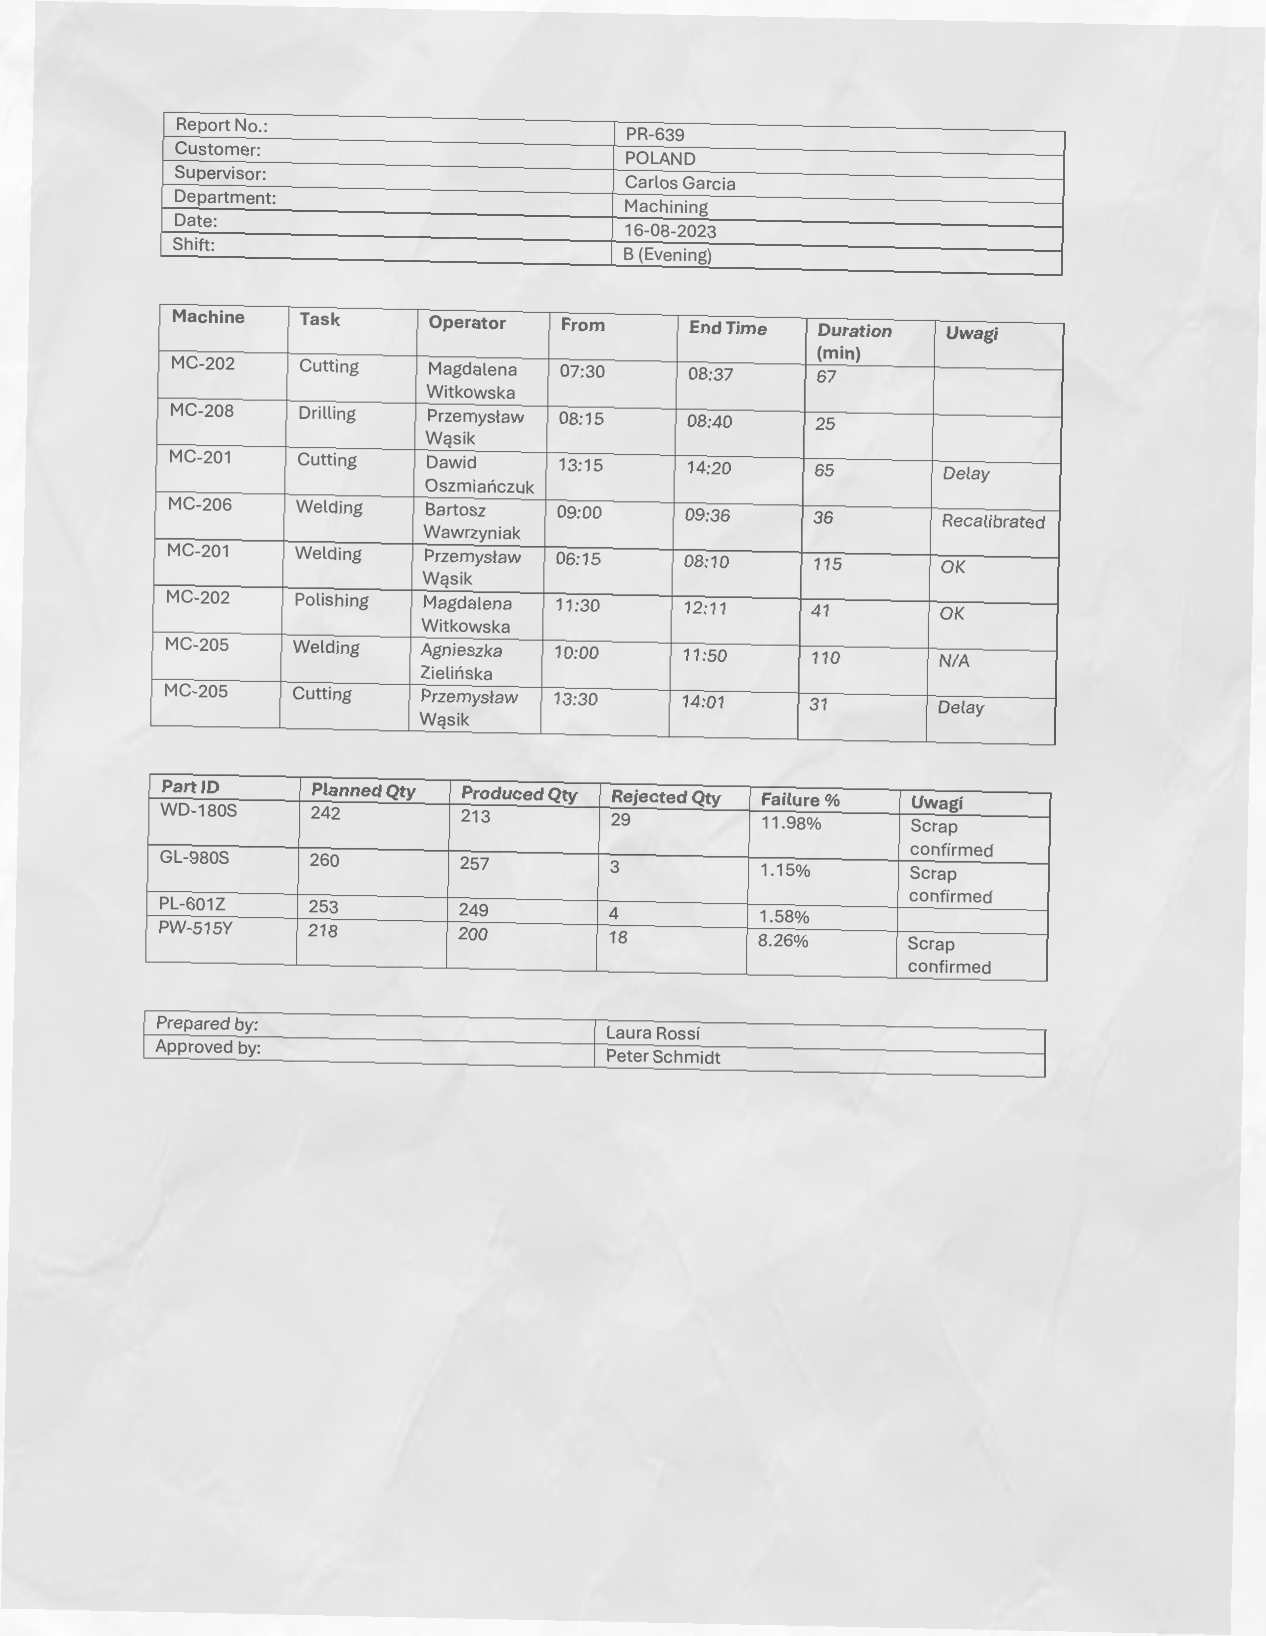 Report No.: PR-639
Customer: POLAND
Supervisor: Carlos Garcia
Department: Machining
Date: 16-08-2023
Shift: B (Evening)
Machine Task Operator From End Time Duration (min) Uwagi
MC-202 Cutting Magdalena Witkowska 07:30 08:37 67
MC-208 Drilling Przemysław Wąsik 08:15 08:40 25
MC-201 Cutting Dawid Oszmiańczuk 13:15 14:20 65 Delay
MC-206 Welding Bartosz Wawrzyniak 09:00 09:36 36 Recalibrated
MC-201 Welding Przemysław Wąsik 06:15 08:10 115 OK
MC-202 Polishing Magdalena Witkowska 11:30 12:11 41 OK
MC-205 Welding Agnieszka Zielińska 10:00 11:50 110 N/A
MC-205 Cutting Przemysław Wąsik 13:30 14:01 31 Delay
Part ID Planned Qty Produced Qty Rejected Qty Failure % Uwagi
WD-180S 242 213 29 11.98% Scrap confirmed
GL-980S 260 257 3 1.15% Scrap confirmed
PL-601Z 253 249 4 1.58%
PW-515Y 218 200 18 8.26% Scrap confirmed
Prepared by: Laura Rossi
Approved by: Peter Schmidt